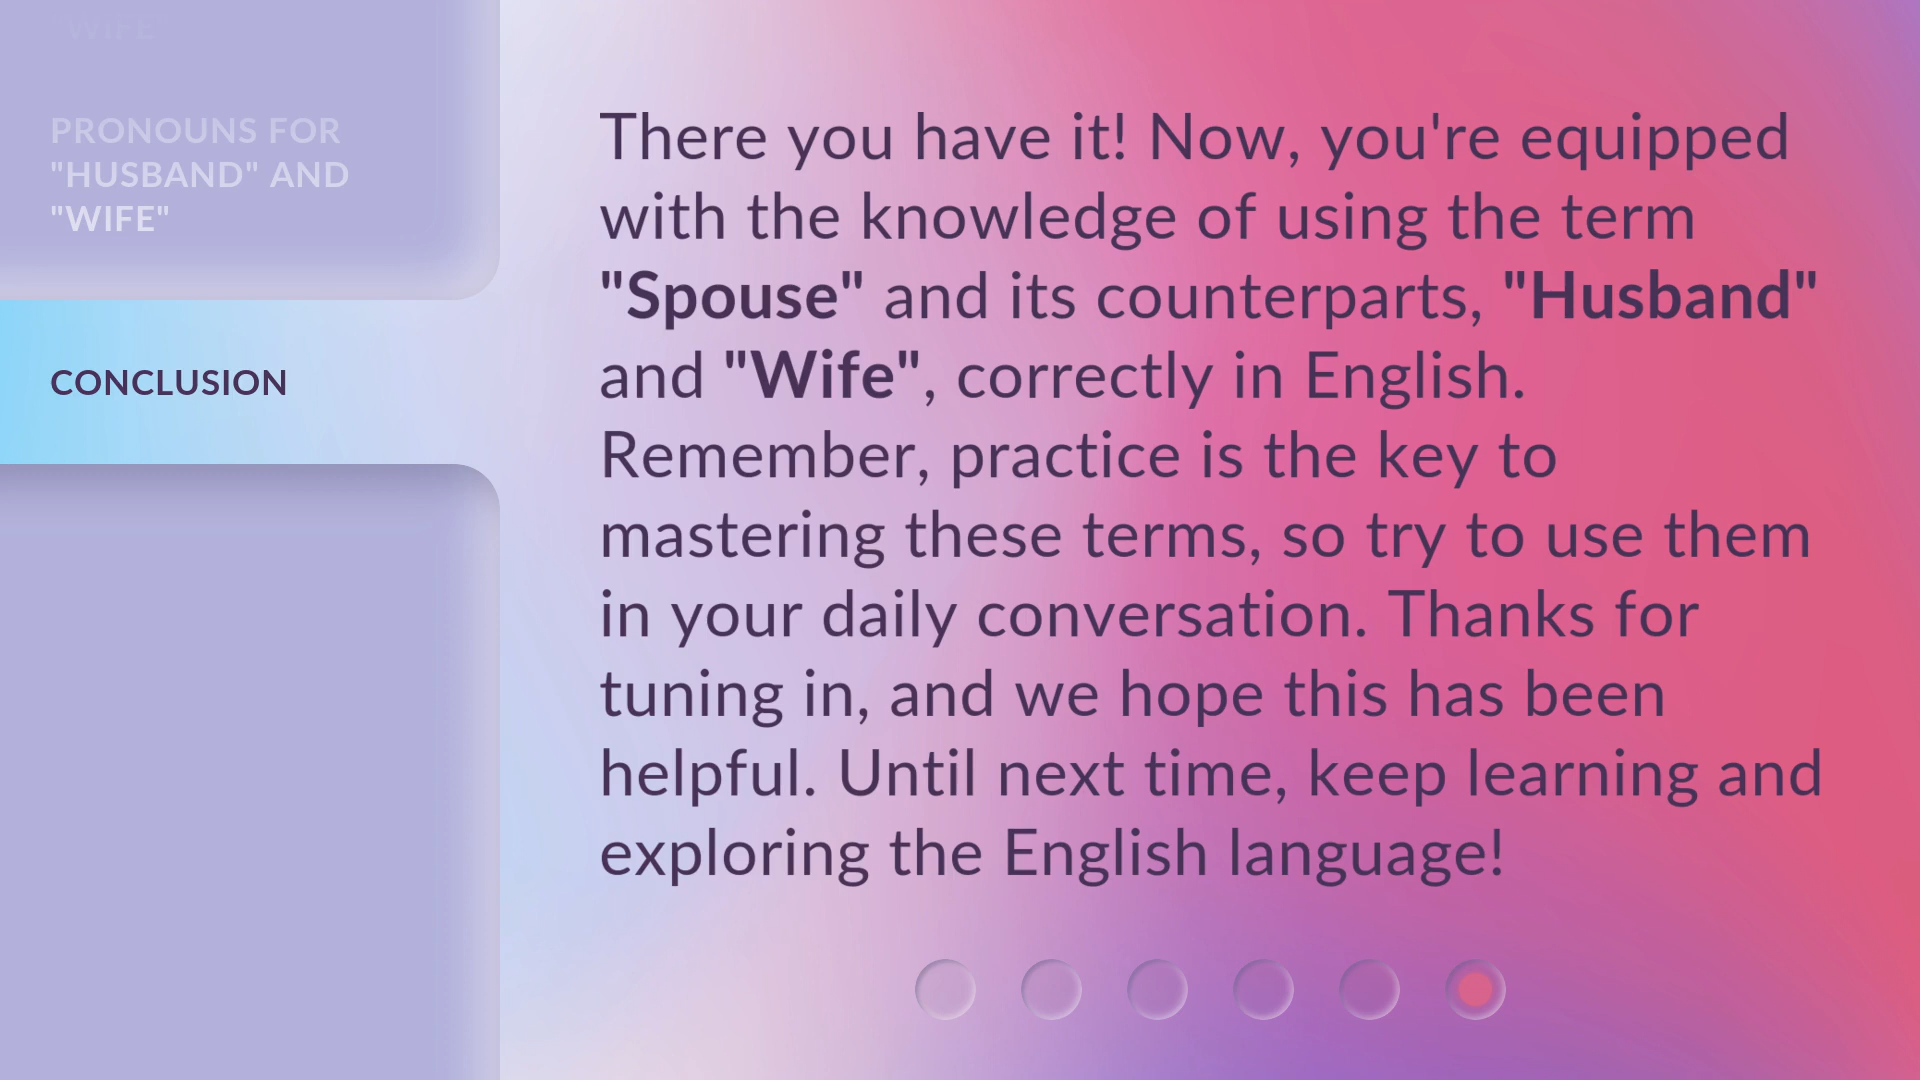 "WIFE"
PRONOUNS FOR
"HUSBAND" AND
"WIFE"
CONCLUSION
There you have it! Now, you're equipped
with the knowledge of using the term
"Spouse" and its counterparts, "Husband"
and "Wife", correctly in English.
Remember, practice is the key to
mastering these terms, so try to use them
in your daily conversation. Thanks for
tuning in, and we hope this has been
helpful. Until next time, keep learning and
exploring the English language!